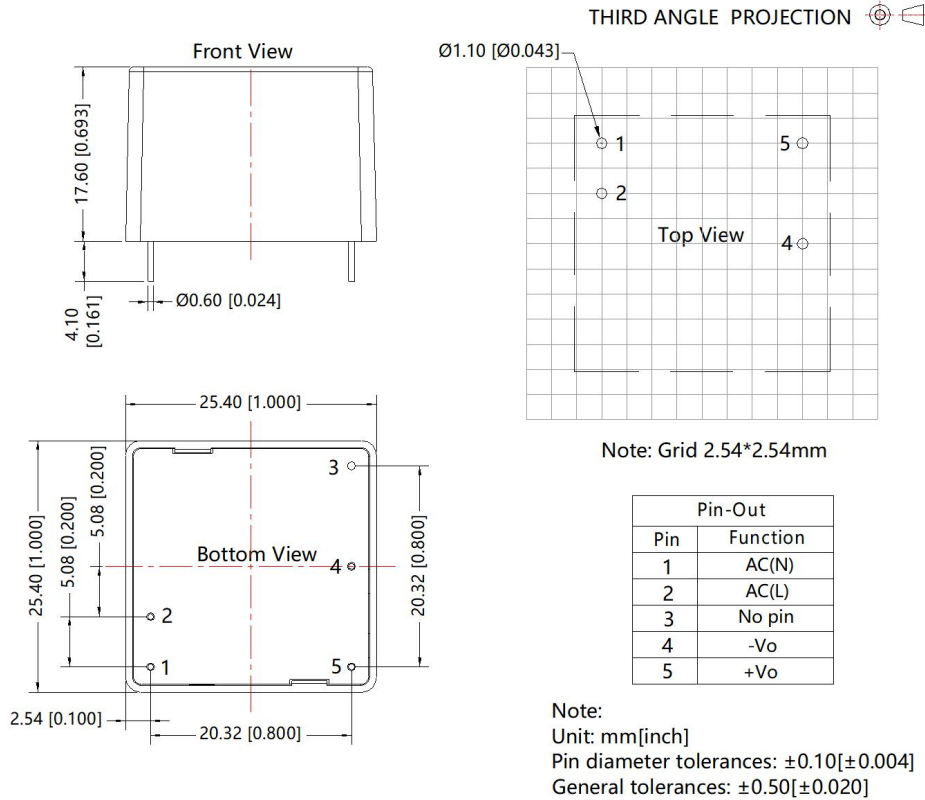 THIRD ANGLE PROJECTION
Front View
Ø1.10 [Ø0.043]
17.60 [0.693]
1
5
2
Top View
4
Ø0.60 [0.024]
4.10
[0.161]
25.40 [1.000]
Note: Grid 2.54*2.54mm
3
5.08 [0.200]
5.08 [0.200]
25.40 [1.000]
Bottom View
4
20.32 [0.800]
2
1
5
2.54 [0.100]
20.32 [0.800]
Pin-Out
Pin Function
1 AC(N)
2 AC(L)
3 No pin
4 -Vo
5 +Vo
Note:
Unit: mm[inch]
Pin diameter tolerances: ±0.10[±0.004]
General tolerances: ±0.50[±0.020]